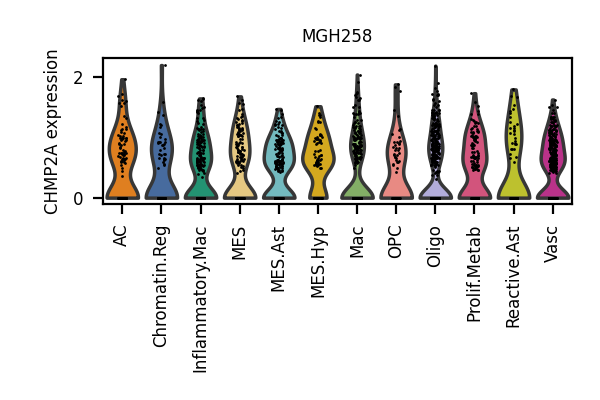 MGH258
CHMP2A expression
2
0
AC
Chromatin.Reg
Inflammatory.Mac
MES
MES.Ast
MES.Hyp
Mac
OPC
Oligo
Prolif.Metab
Reactive.Ast
Vasc